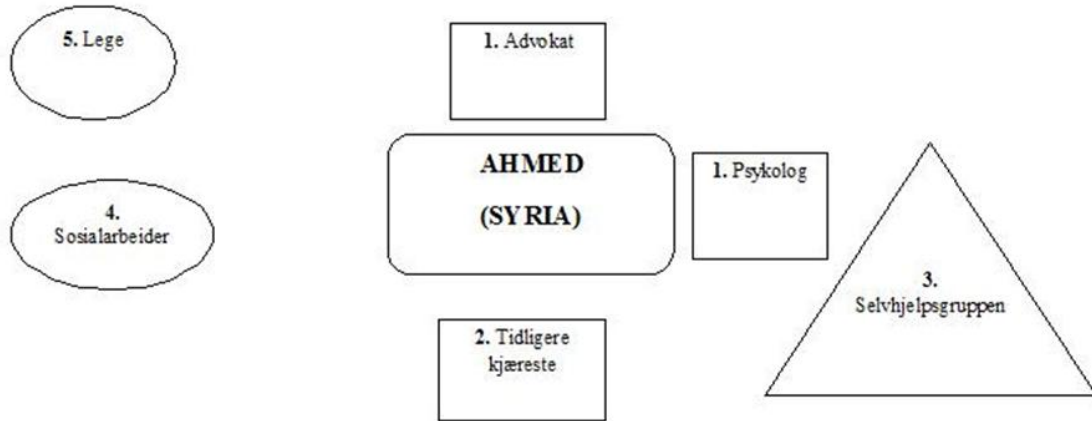 5. Lege
1. Advokat
AHMED
(SYRIA)
1. Psykolog
4.
Sosialarbeider
3.
Selvhjelpsgruppen
2. Tidligere
kjæreste